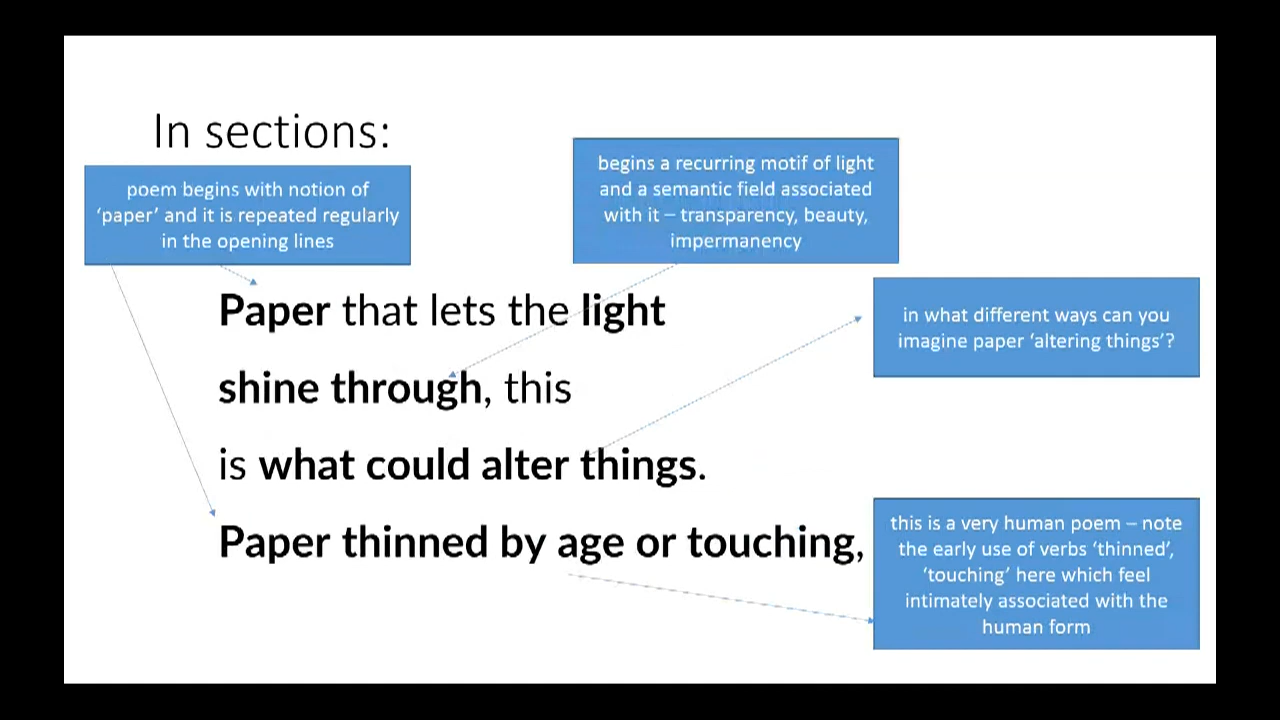 In sections:
poem begins with notion of
‘paper’ and it is repeated regularly
in the opening lines
begins a recurring motif of light
and a semantic field associated
with it – transparency, beauty,
impermanency
Paper that lets the light
shine through, this
is what could alter things.
Paper thinned by age or touching,
in what different ways can you
imagine paper ‘altering things’?
this is a very human poem – note
the early use of verbs ‘thinned’,
‘touching’ here which feel
intimately associated with the
human form